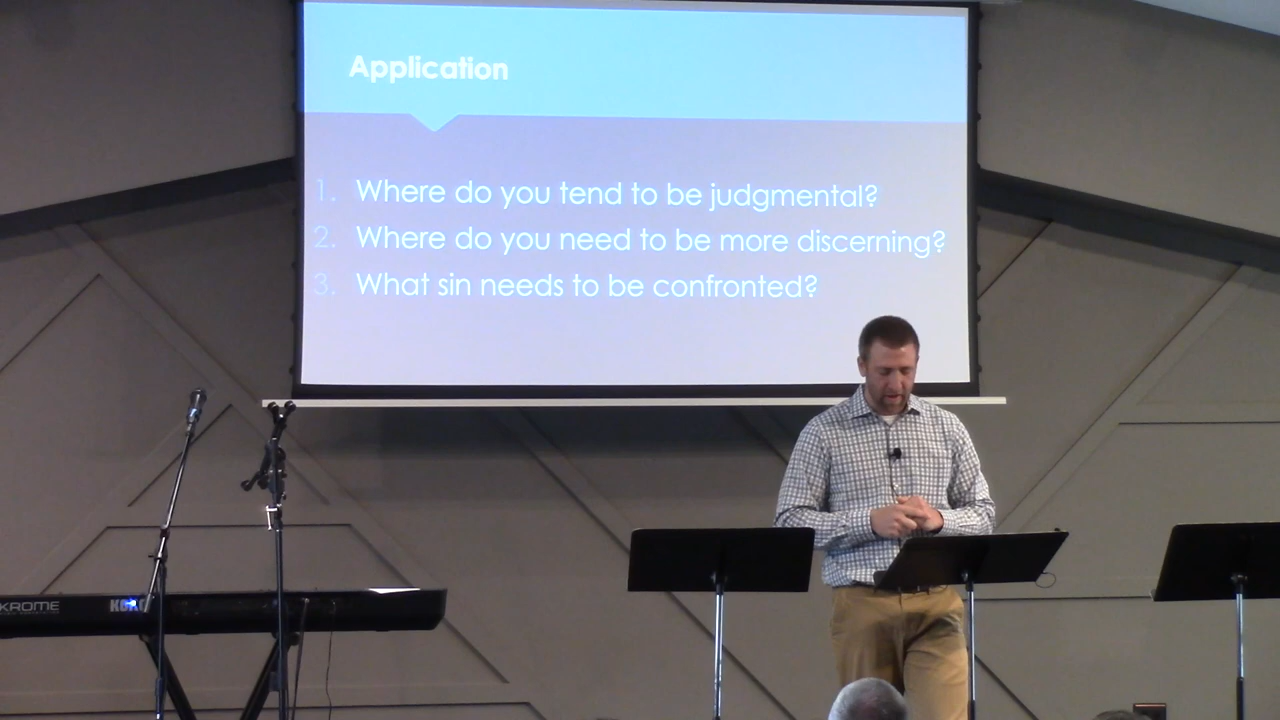 Application
1. Where do you tend to be judgmental?
2. Where do you need to be more discerning?
3. What sin needs to be confronted?
KROME
KORG